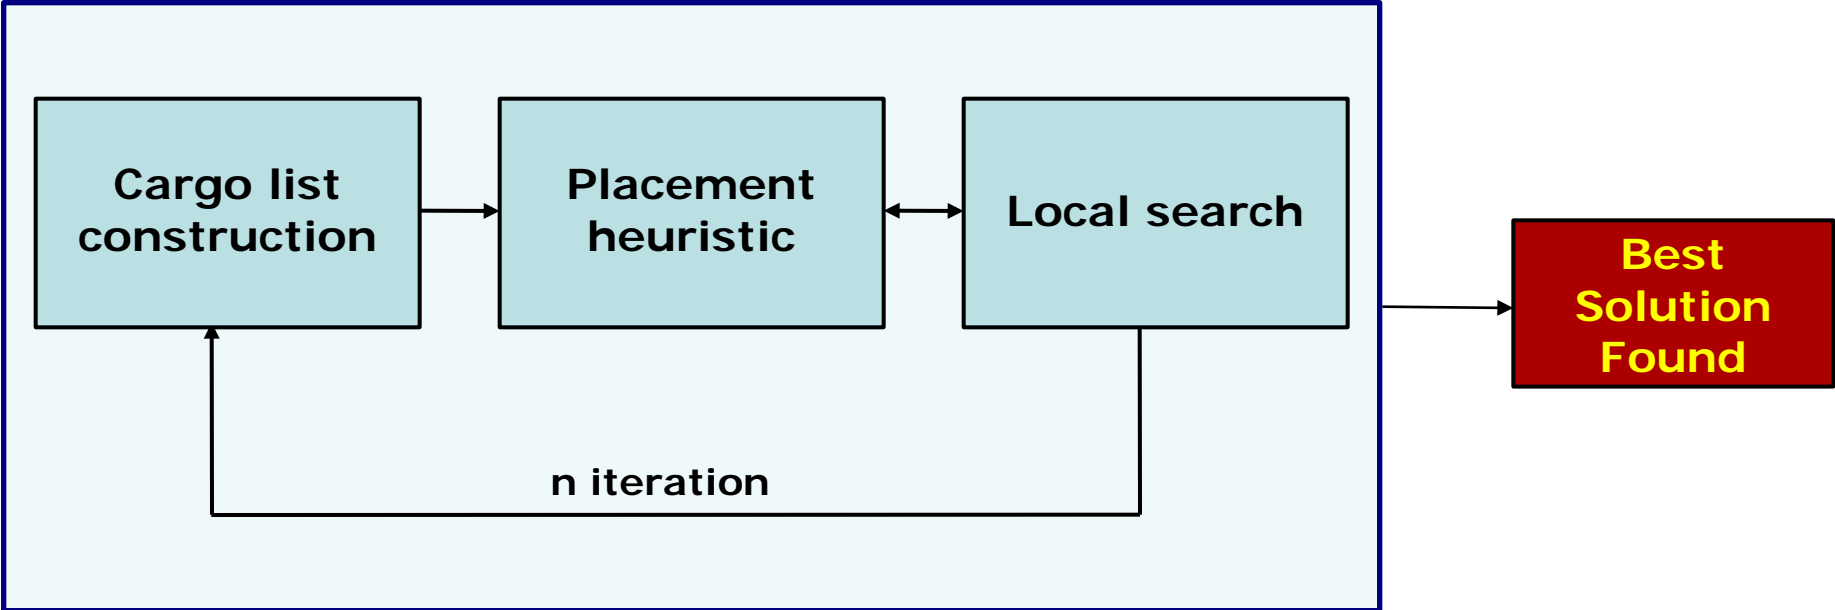 Cargo list
construction
Placement
heuristic
Local search
Best
Solution
Found
n iteration